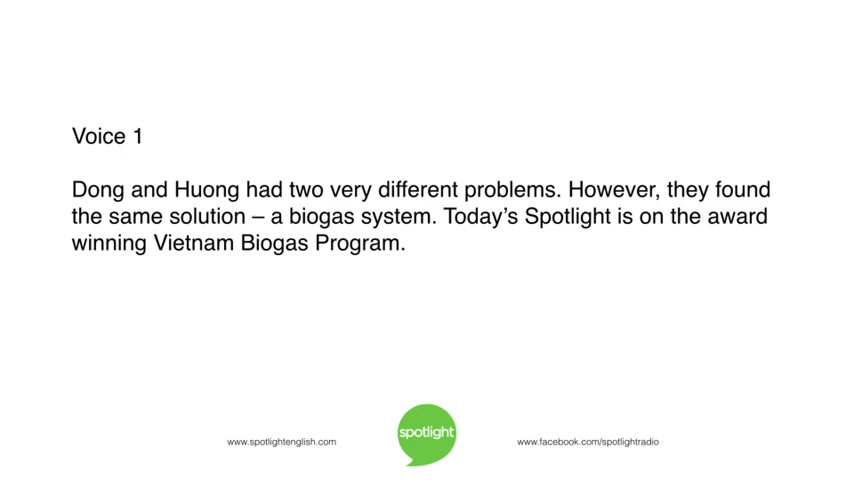 Voice 1
Dong and Huong had two very different problems. However, they found
the same solution – a biogas system. Today’s Spotlight is on the award
winning Vietnam Biogas Program.
www.spotlightenglish.com
spotlight
www.facebook.com/spotlightradio